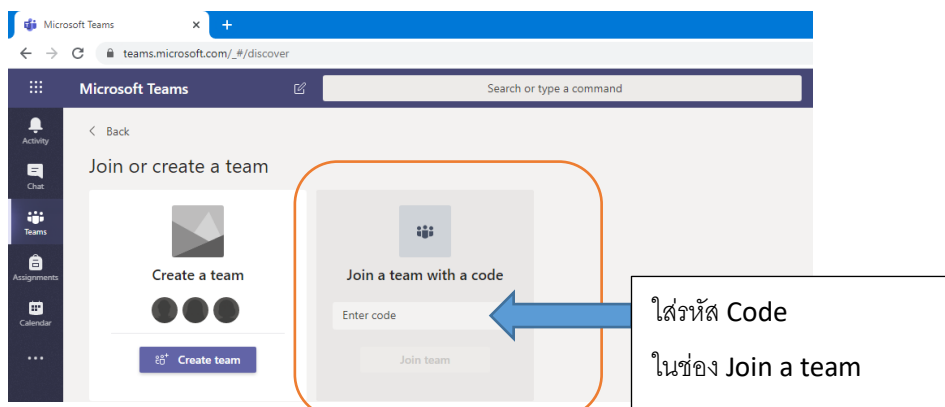 Microsoft Teams
teams.microsoft.com/_#/discover
Microsoft Teams
Search or type a command
Activity
Chat
Teams
Assignments
Calendar
Back
Join or create a team
Create a team
Create team
Join a team with a code
Enter code
Join team
ใส่รหัส Code
ในช่อง Join a team